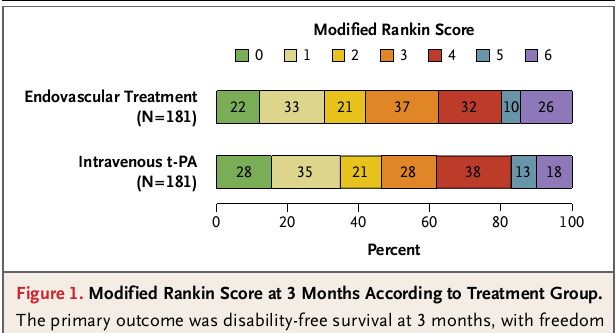 Modified Rankin Score
0 1 2 3 4 5 6
Endovascular Treatment
(N=181)
22 33 21 37 32 10 26
Intravenous t-PA
(N=181)
28 35 21 28 38 13 18
0 20 40 60 80 100
Percent
Figure 1. Modified Rankin Score at 3 Months According to Treatment Group.
The primary outcome was disability-free survival at 3 months, with freedom